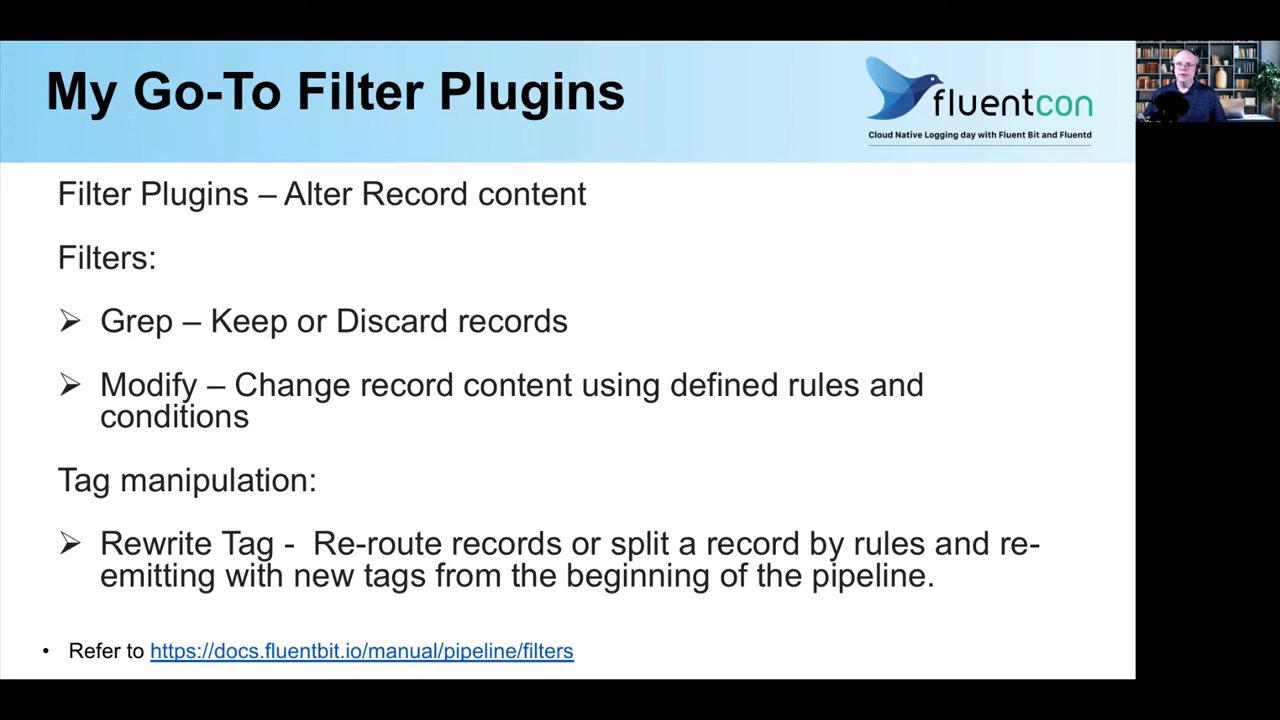 My Go-To Filter Plugins
fluentcon
Cloud Native Logging day with Fluent Bit and Fluentd
Filter Plugins – Alter Record content
Filters:
➢ Grep – Keep or Discard records
➢ Modify – Change record content using defined rules and
conditions
Tag manipulation:
➢ Rewrite Tag -  Re-route records or split a record by rules and re-
emitting with new tags from the beginning of the pipeline.
• Refer to https://docs.fluentbit.io/manual/pipeline/filters